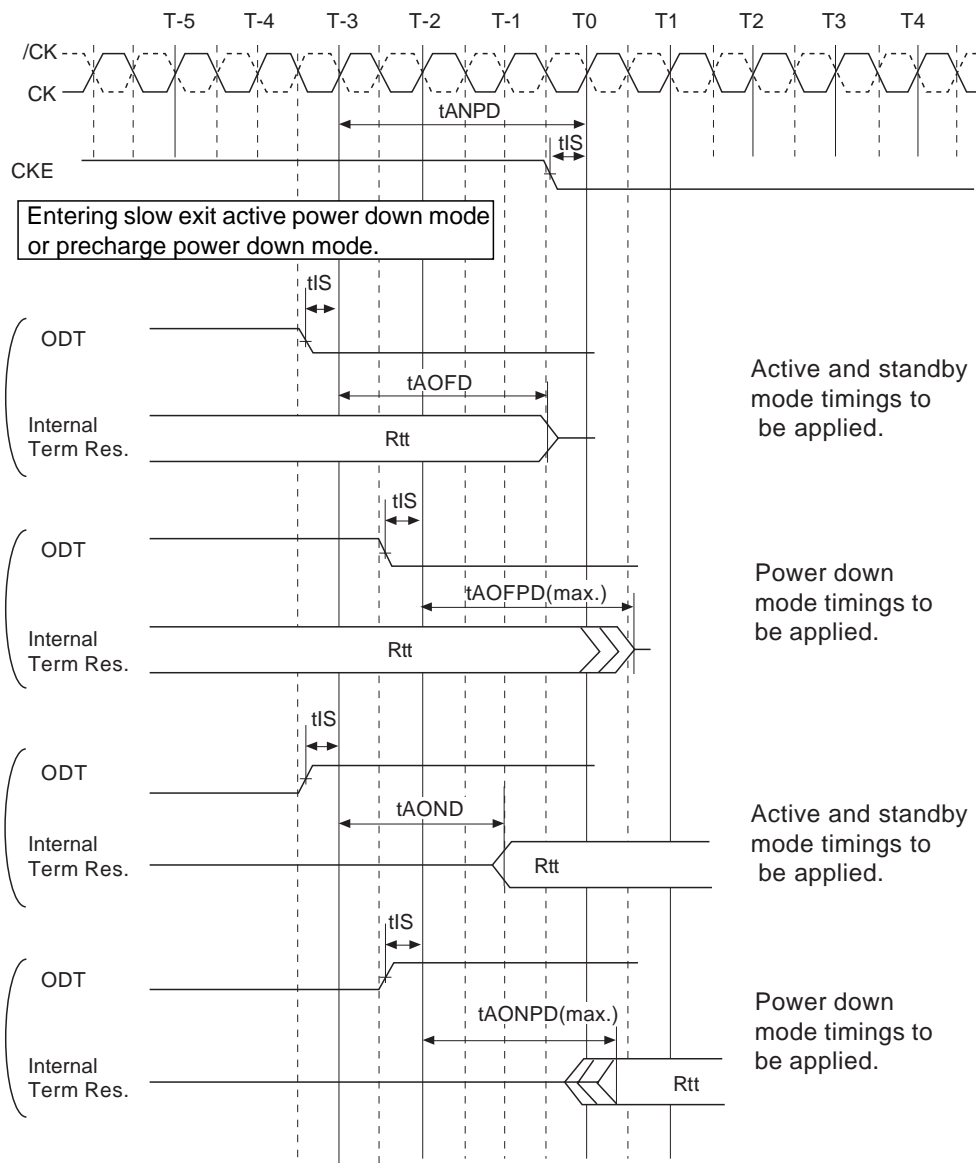 T-5 T-4 T-3 T-2 T-1 T0 T1 T2 T3 T4
/CK
CK
tANPD
tIS
CKE
Entering slow exit active power down mode
or precharge power down mode.
tIS
ODT
tAOFD
Internal
Term Res.
Rtt
Active and standby
mode timings to
be applied.
tIS
ODT
tAOFPD(max.)
Internal
Term Res.
Rtt
Power down
mode timings to
be applied.
tIS
ODT
tAOND
Internal
Term Res.
Rtt
Active and standby
mode timings to
be applied.
tIS
ODT
tAONPD(max.)
Internal
Term Res.
Rtt
Power down
mode timings to
be applied.